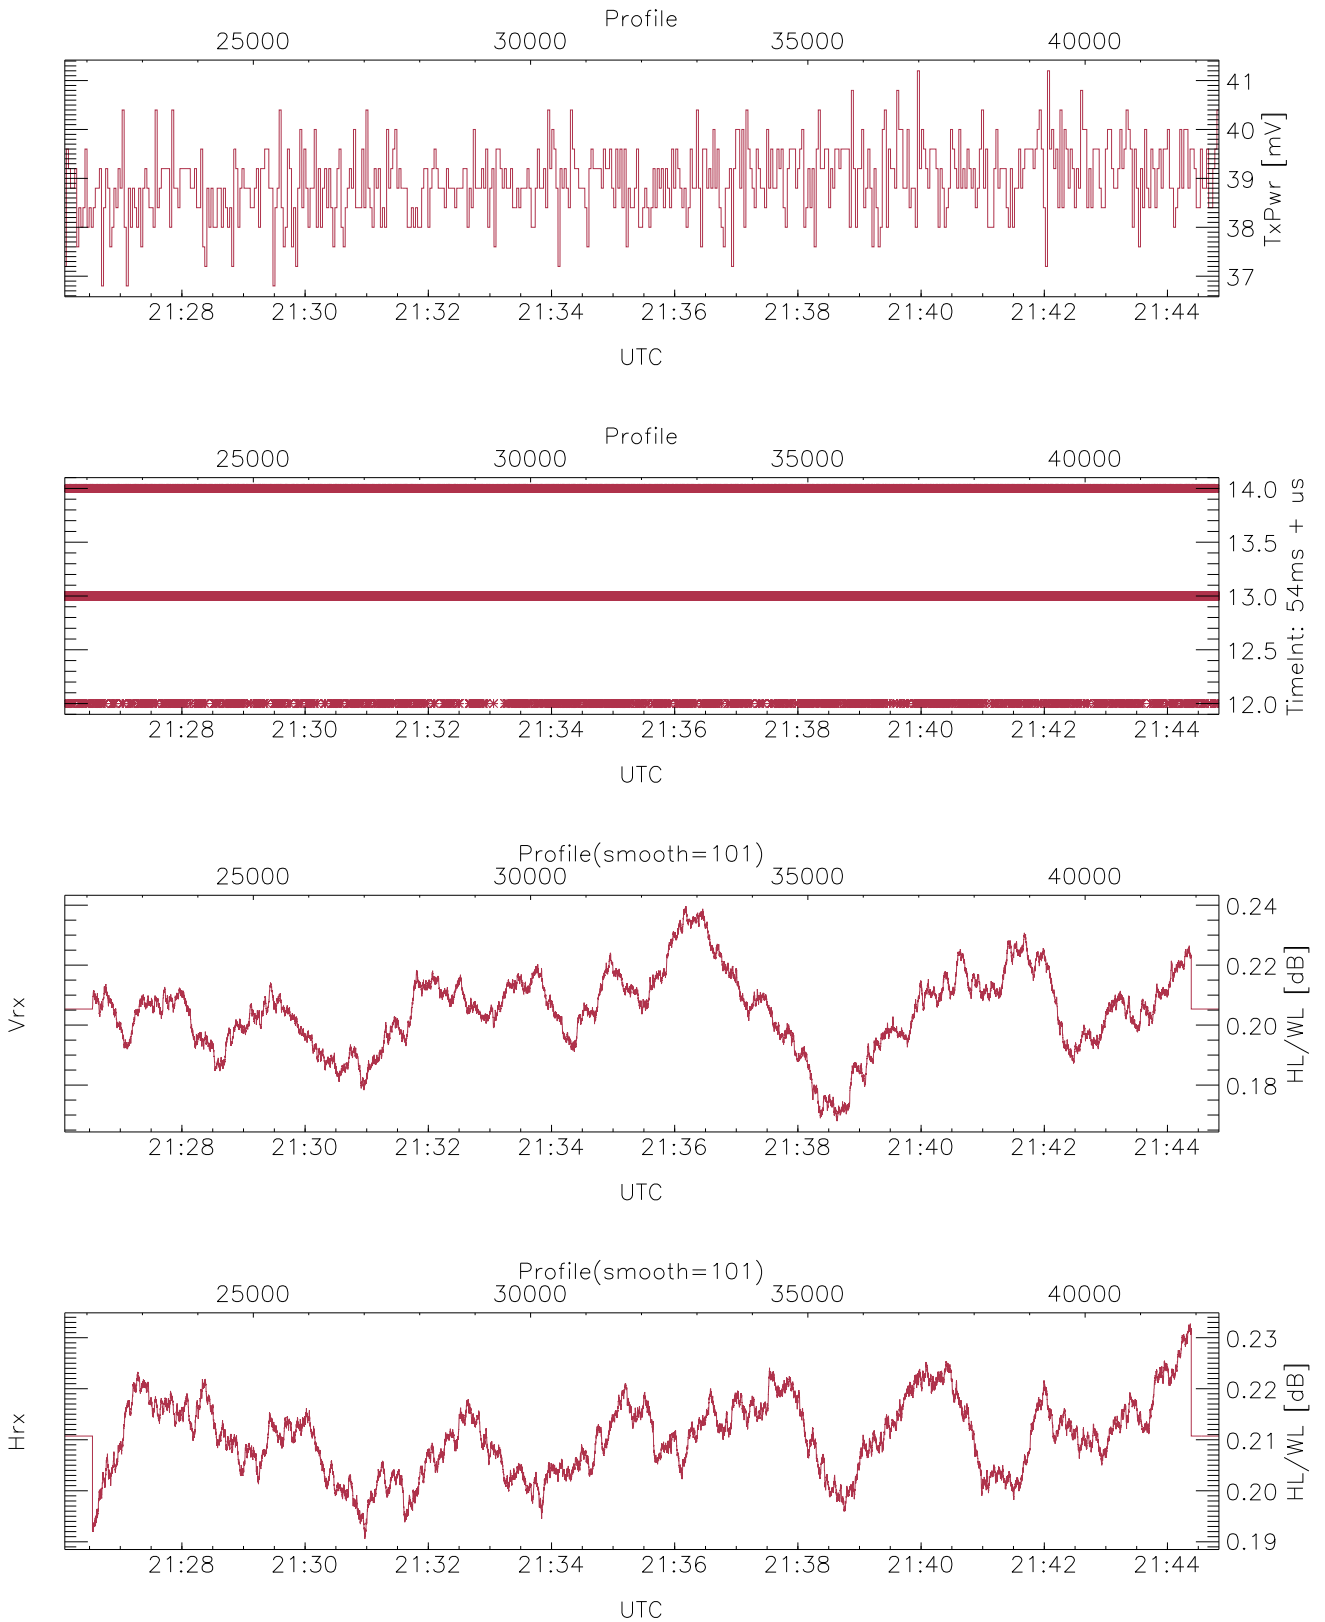 Profile
25000 30000 35000 40000
41
40
39
38
37
TxPwr [mV]
21:28 21:30 21:32 21:34 21:36 21:38 21:40 21:42 21:44
UTC
Profile
25000 30000 35000 40000
14.0
13.5
13.0
12.5
12.0
TimeInt: 54ms + us
21:28 21:30 21:32 21:34 21:36 21:38 21:40 21:42 21:44
UTC
Profile(smooth=101)
25000 30000 35000 40000
Vrx
0.24
0.22
0.20
0.18
HL/WL [dB]
21:28 21:30 21:32 21:34 21:36 21:38 21:40 21:42 21:44
UTC
Profile(smooth=101)
25000 30000 35000 40000
Hrx
0.23
0.22
0.21
0.20
0.19
HL/WL [dB]
21:28 21:30 21:32 21:34 21:36 21:38 21:40 21:42 21:44
UTC